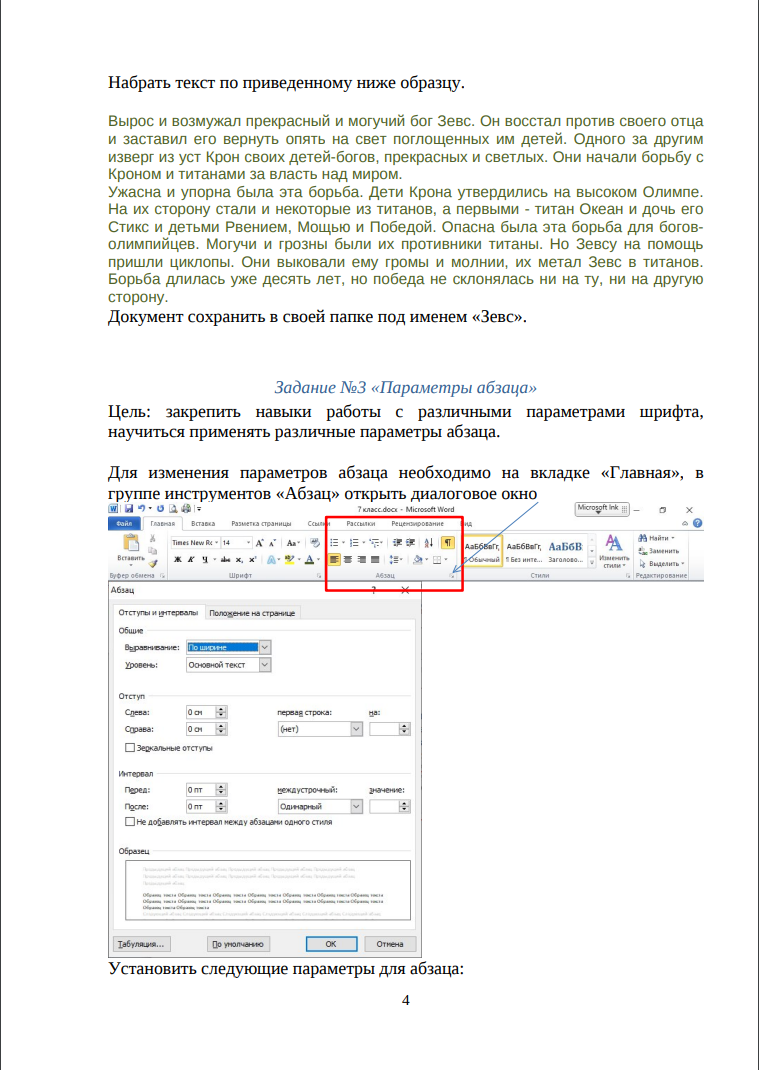 Набрать текст по приведенному ниже образцу.
Вырос и возмужал прекрасный и могучий бог Зевс. Он восстал против своего отца
и заставил его вернуть опять на свет поглощенных им детей. Одного за другим
изверг из уст Крон своих детей-богов, прекрасных и светлых. Они начали борьбу с
Кроном и титанами за власть над миром.
Ужасна и упорна была эта борьба. Дети Крона утвердились на высоком Олимпе.
На их сторону стали и некоторые из титанов, а первыми - титан Океан и дочь его
Стикс и детьми Рвением, Мощью и Победой. Опасна была эта борьба для богов-
олимпийцев. Могучи и грозны были их противники титаны. Но Зевсу на помощь
пришли циклопы. Они выковали ему громы и молнии, их метал Зевс в титанов.
Борьба длилась уже десять лет, но победа не склонялась ни на ту, ни на другую
сторону.
Документ сохранить в своей папке под именем «Зевс».
Задание №3 «Параметры абзаца»
Цель: закрепить навыки работы с различными параметрами шрифта,
научиться применять различные параметры абзаца.
Для изменения параметров абзаца необходимо на вкладке «Главная», в
группе инструментов «Абзац» открыть диалоговое окно
7 класс.docx - Microsoft Word
Microsoft Ink
Файл Главная Вставка Разметка страницы Ссылки Рассылки Рецензирование Вид
Times New Rc 14 Aa АаБбВвГг, АаБбВвГг, АаБбВ Найти
Заменить
Вставить Ж К Ч abc x₂ x² A ¶ Обычный ¶ Без инте... Заголово... Изменить стили Выделить
Буфер обмена Шрифт Абзац Стили Редактирование
Абзац ?
Отступы и интервалы Положение на странице
Общие
Выравнивание: По ширине
Уровень: Основной текст
Отступ
Слева: 0 см первая строка: на:
Справа: 0 см (нет)
Зеркальные отступы
Интервал
Перед: 0 пт междустрочный: значение:
После: 0 пт Одинарный
Не добавлять интервал между абзацами одного стиля
Образец
Образец текста Образец текста Образец текста Образец текста Образец текста Образец текста Образец текста
Образец текста Образец текста Образец текста Образец текста Образец текста Образец текста Образец текста
Образец текста Образец текста
Табуляция... По умолчанию ОК Отмена
Установить следующие параметры для абзаца:
4